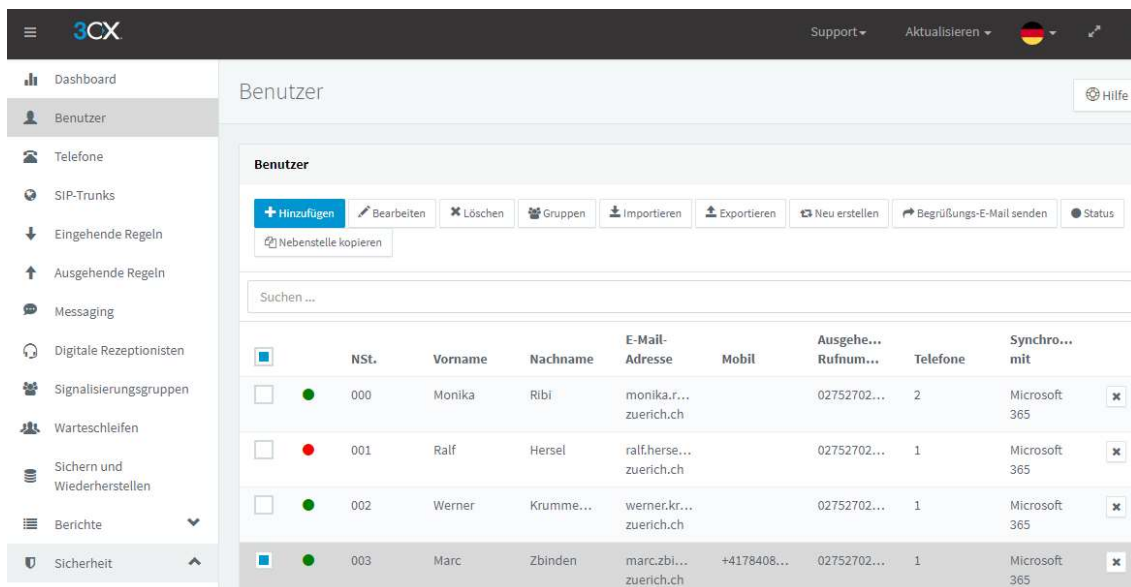 3CX
Support
Aktualisieren
Dashboard
Benutzer
Telefone
SIP-Trunks
Eingehende Regeln
Ausgehende Regeln
Messaging
Digitale Rezeptionisten
Signalisierungsgruppen
Warteschleifen
Sichern und
Wiederherstellen
Berichte
Sicherheit
Benutzer
Hilfe
Benutzer
Hinzufügen Bearbeiten Löschen Gruppen Importieren Exportieren Neu erstellen Begrüßungs-E-Mail senden Status
Nebenstelle kopieren
Suchen ...
E-Mail- Ausgehe... Synchro...
NSt. Vorname Nachname Adresse Mobil Rufnum... Telefone mit
000 Monika Ribi monika.r... 02752702... 2 Microsoft
zuerich.ch 365
001 Ralf Hersel ralf.herse... 02752702... 1 Microsoft
zuerich.ch 365
002 Werner Krumme... werner.kr... 02752702... 1 Microsoft
zuerich.ch 365
003 Marc Zbinden marc.zbi... +4178408... 02752702... 1 Microsoft
zuerich.ch 365